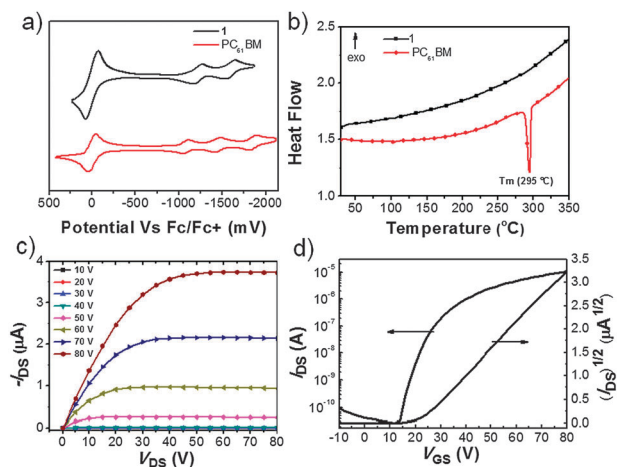 a)
1
PC61BM
500 0 -500 -1000 -1500 -2000
Potential Vs Fc/Fc+ (mV)
b)
exo
1
PC61BM
2.5
2.0
1.5
1.0
Heat Flow
Tm (295 ºC)
50 100 150 200 250 300 350
Temperature (oC)
c)
10 V
20 V
30 V
40 V
50 V
60 V
70 V
80 V
4
3
2
1
0
-IDS (µA)
0 10 20 30 40 50 60 70 80
VDS (V)
d)
10-5
10-6
10-7
10-8
10-9
10-10
IDS (A)
3.5
3.0
2.5
2.0
1.5
1.0
0.5
0.0
(IDS)1/2 (µA1/2)
-10 0 10 20 30 40 50 60 70 80
VGS (V)